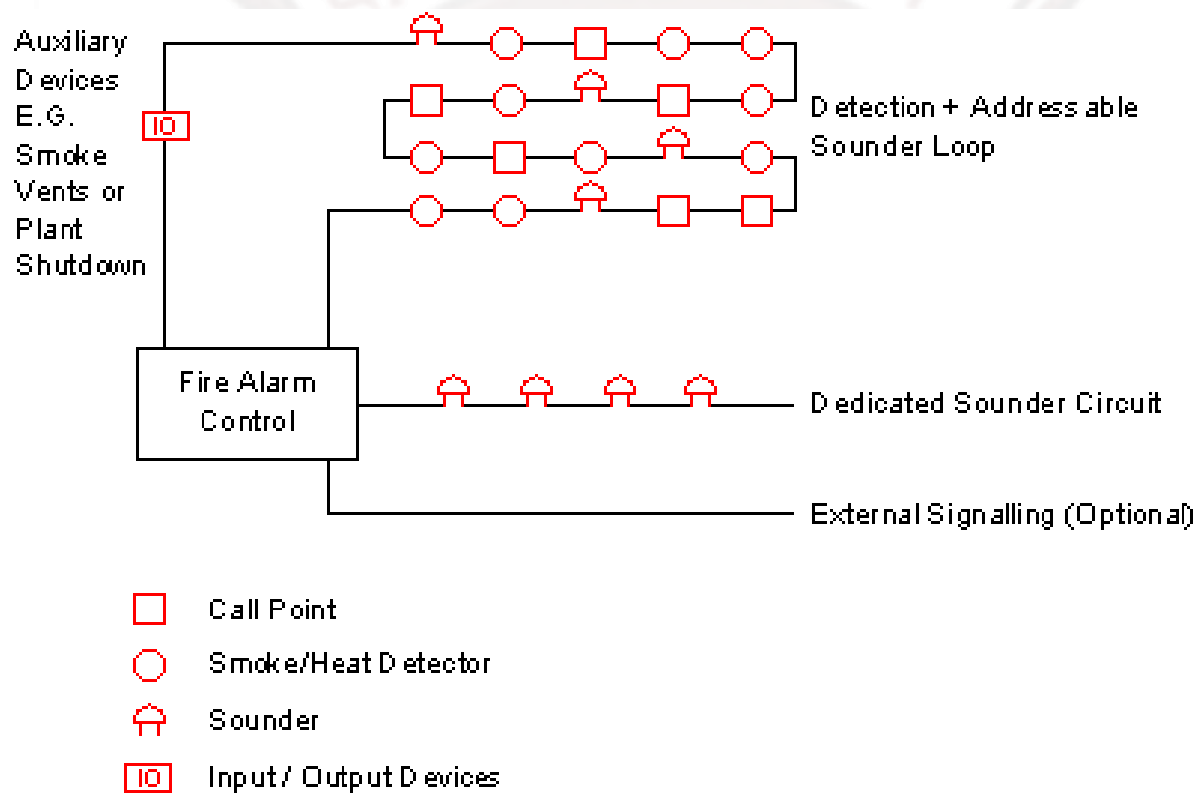 Auxiliary
Devices
E.G.
Smoke
Vents or
Plant
Shutdown
IO
Detection + Addressable
Sounder Loop
Fire Alarm
Control
Dedicated Sounder Circuit
External Signalling (Optional)
Call Point
Smoke/Heat Detector
Sounder
IO
Input / Output Devices